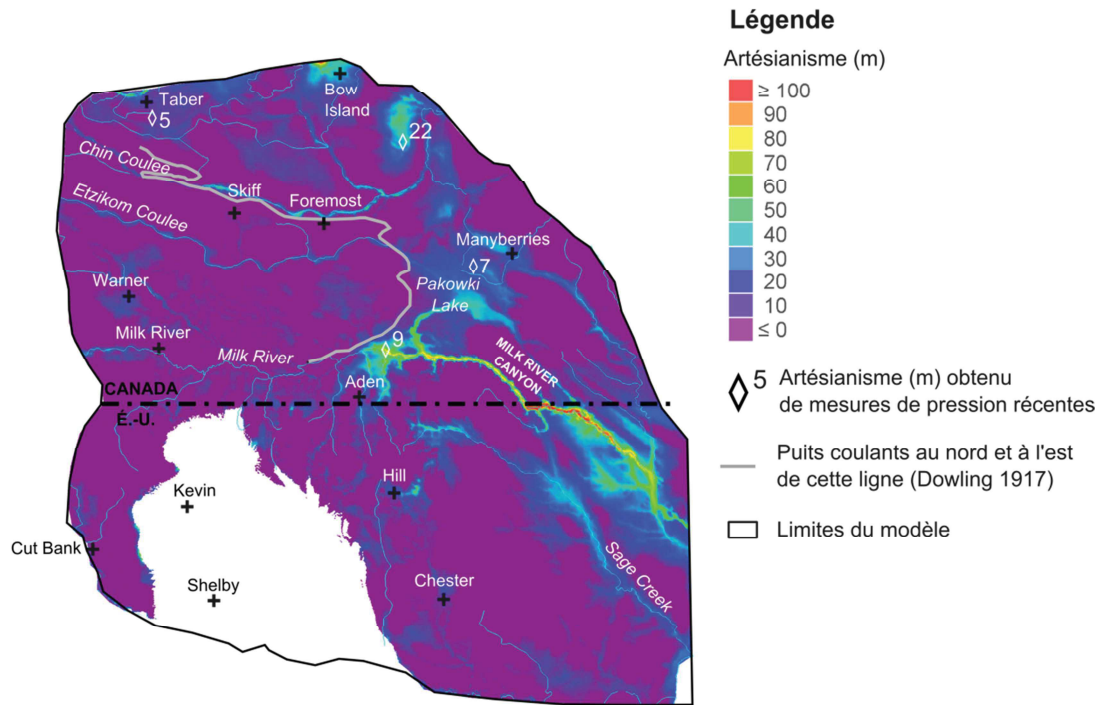 Légende
Artésianisme (m)
≥ 100
90
80
70
60
50
40
30
20
10
≤ 0
5 Artésianisme (m) obtenu
de mesures de pression récentes
Puits coulants au nord et à l'est
de cette ligne (Dowling 1917)
Limites du modèle
Bow
Island
Taber
5
22
Chin Coulee
Skiff
Foremost
Etzikom Coulee
Manyberries
7
Warner
Pakowki
Lake
Milk River
Milk River
9
MILK RIVER
CANYON
Aden
CANADA
É.-U.
Kevin
Hill
Cut Bank
Shelby
Chester
Sage Creek